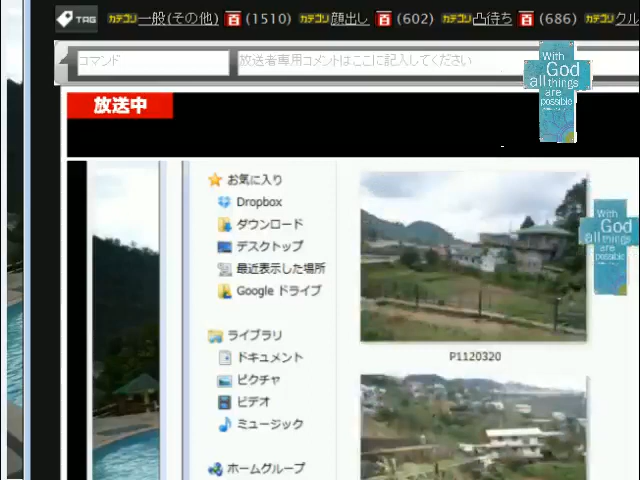 TAG カテゴリ 一般(その他) 百 (1510) カテゴリ 顔出し 百 (602) カテゴリ 凸待ち 百 (686) カテゴリ クル
コマンド
放送者専用コメントはここに記入してください
With
God
all things
are
possible
放送中
お気に入り
Dropbox
ダウンロード
デスクトップ
最近表示した場所
Google ドライブ
With
God
all things
are
possible
ライブラリ
P1120320
ドキュメント
ピクチャ
ビデオ
ミュージック
ホームグループ